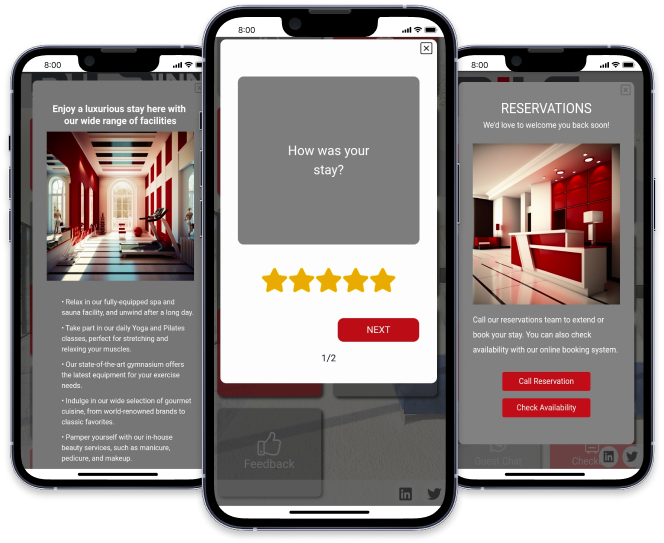 8:00
INN
Enjoy a luxurious stay here with
our wide range of facilities
• Relax in our fully-equipped spa and
sauna facility, and unwind after a long day.
• Take part in our daily Yoga and Pilates
classes, perfect for stretching and
relaxing your muscles.
• Our state-of-the-art gymnasium offers
the latest equipment for your exercise
needs.
• Indulge in our wide selection of gourmet
cuisine, from world-renowned brands to
classic favorites.
• Pamper yourself with our in-house
beauty services, such as manicure,
pedicure, and makeup.
8:00
How was your
stay?
NEXT
1/2
Feedback
in
8:00
RESERVATIONS
We'd love to welcome you back soon!
Call our reservations team to extend or
book your stay. You can also check
availability with our online booking system.
Call Reservation
Check Availability
Guest Chat
in